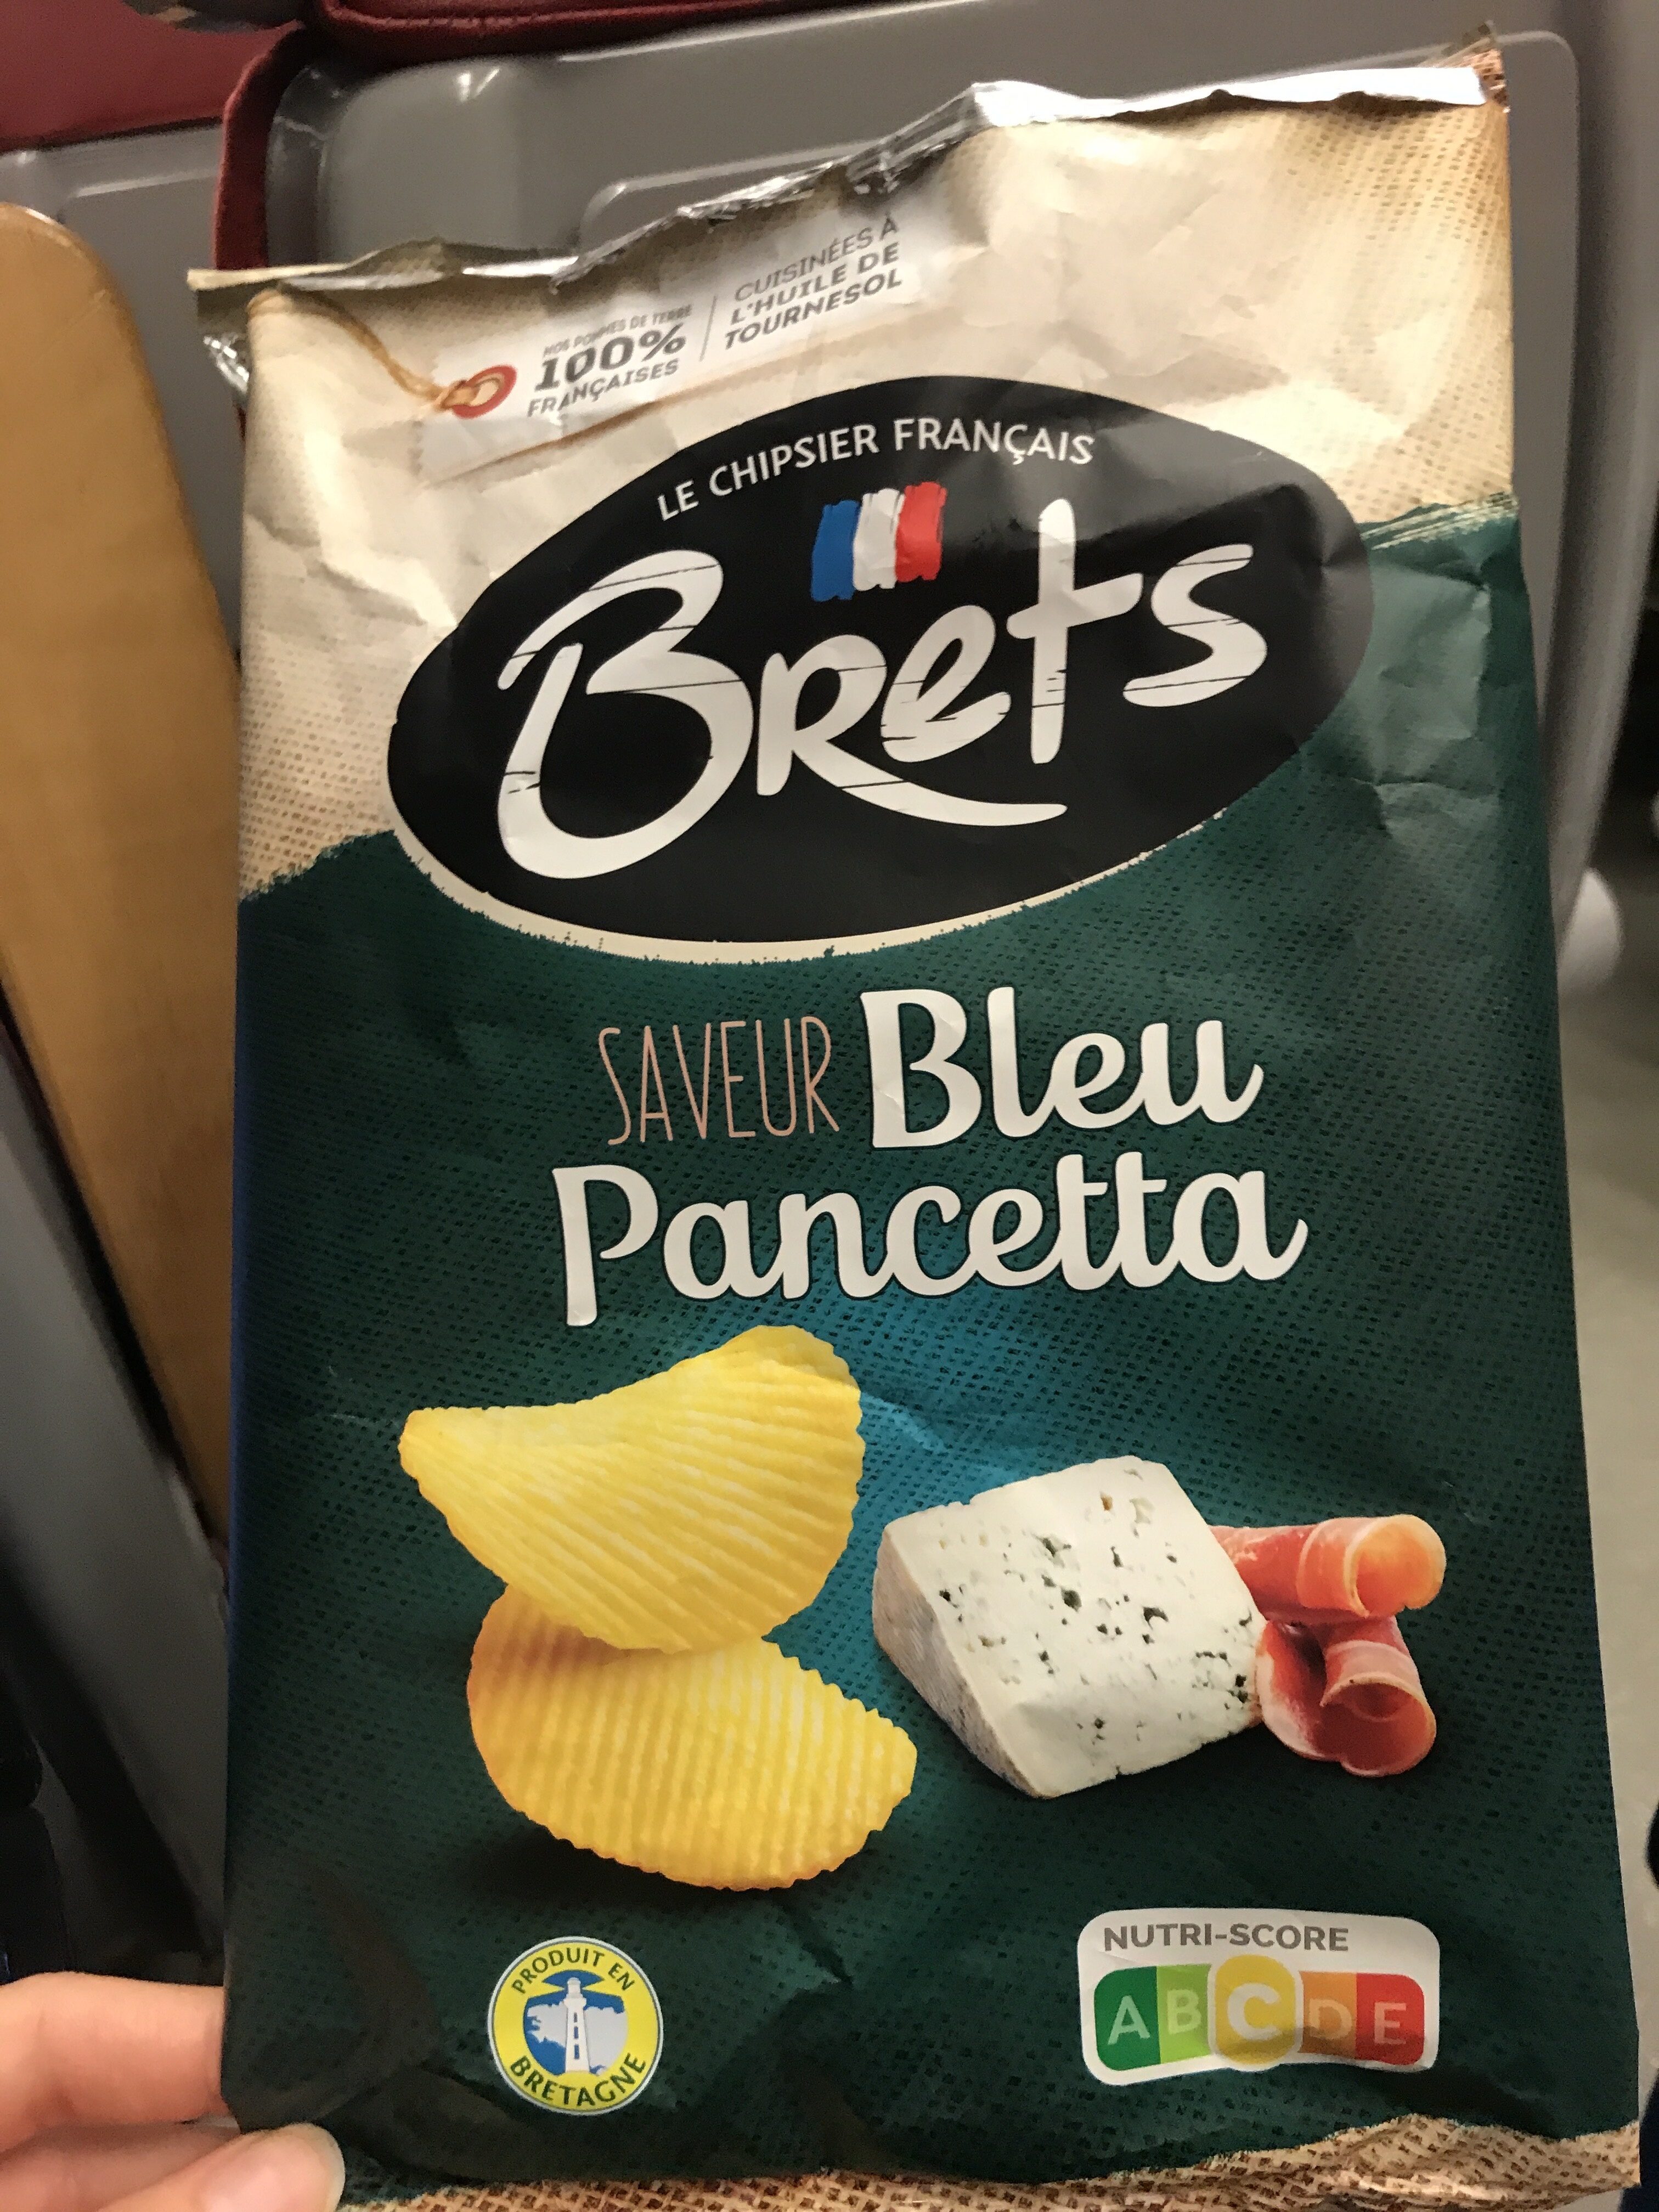 NOS POMMES DE TERRE
100%
FRANÇAISES
CUISINÉES À
L'HUILE DE
TOURNESOL
LE CHIPSIER FRANÇAIS
Brets
SAVEUR Bleu
Pancetta
PRODUIT EN
BRETAGNE
NUTRI-SCORE
A B C D E